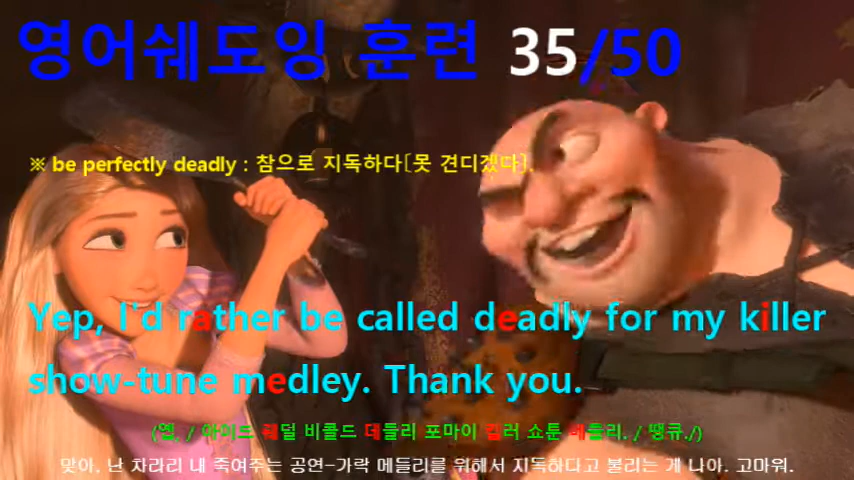 영어쉐도잉 훈련 35/50
※ be perfectly deadly : 참으로 지독하다[못 견디겠다].
Yep, I'd rather be called deadly for my killer
show-tune medley. Thank you.
(옙, / 아이드 뤠덜 비콜드 데들리 포마이 킬러 쇼튠 메들리. / 땡큐./)
맞아, 난 차라리 내 죽여주는 공연-가락 메들리를 위해서 지독하다고 불리는 게 나아. 고마워.